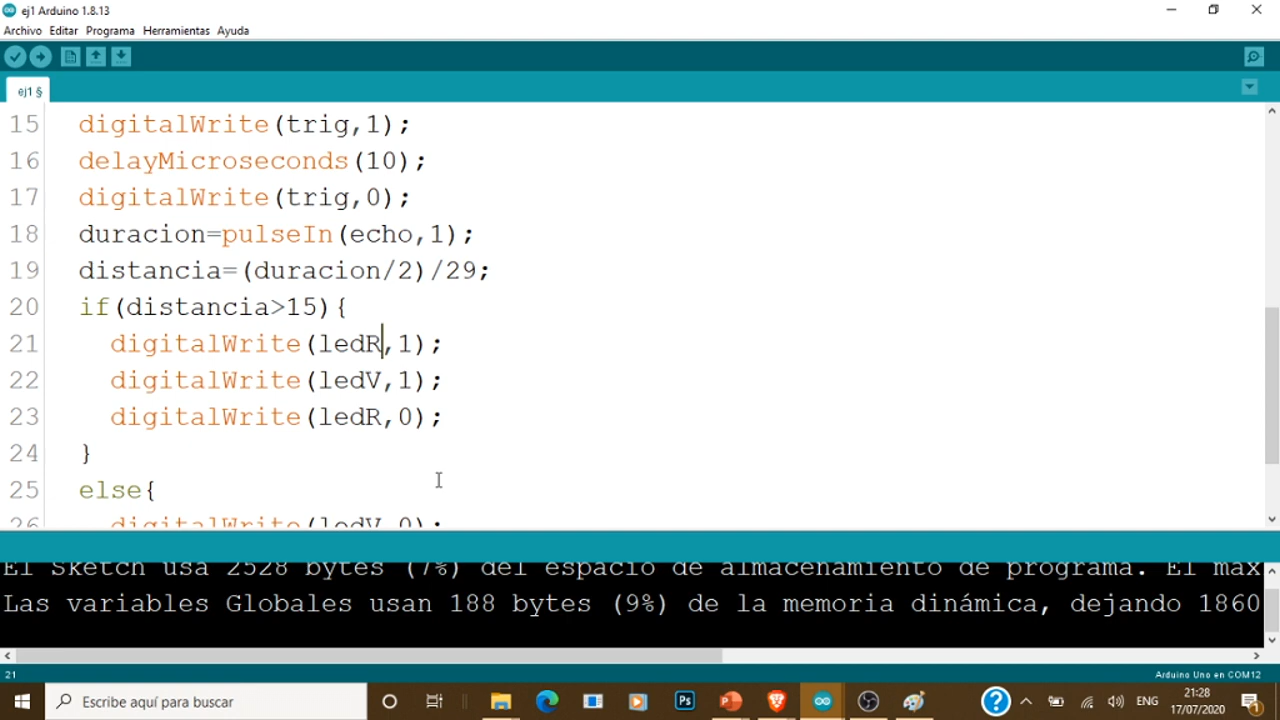 ej1 Arduino 1.8.13
Archivo Editar Programa Herramientas Ayuda
ej1 §
15 digitalWrite(trig,1);
16 delayMicroseconds(10);
17 digitalWrite(trig,0);
18 duracion=pulseIn(echo,1);
19 distancia=(duracion/2)/29;
20 if(distancia>15){
21 digitalWrite(ledR,1);
22 digitalWrite(ledV,1);
23 digitalWrite(ledR,0);
24 }
25 else{
26 digitalWrite(ledV,0);
El Sketch usa 2528 bytes (7%) del espacio de almacenamiento de programa. El máx
Las variables Globales usan 188 bytes (9%) de la memoria dinámica, dejando 1860
21
Arduino Uno en COM12
Escribe aquí para buscar
Ps
ENG
21:28
17/07/2020
1